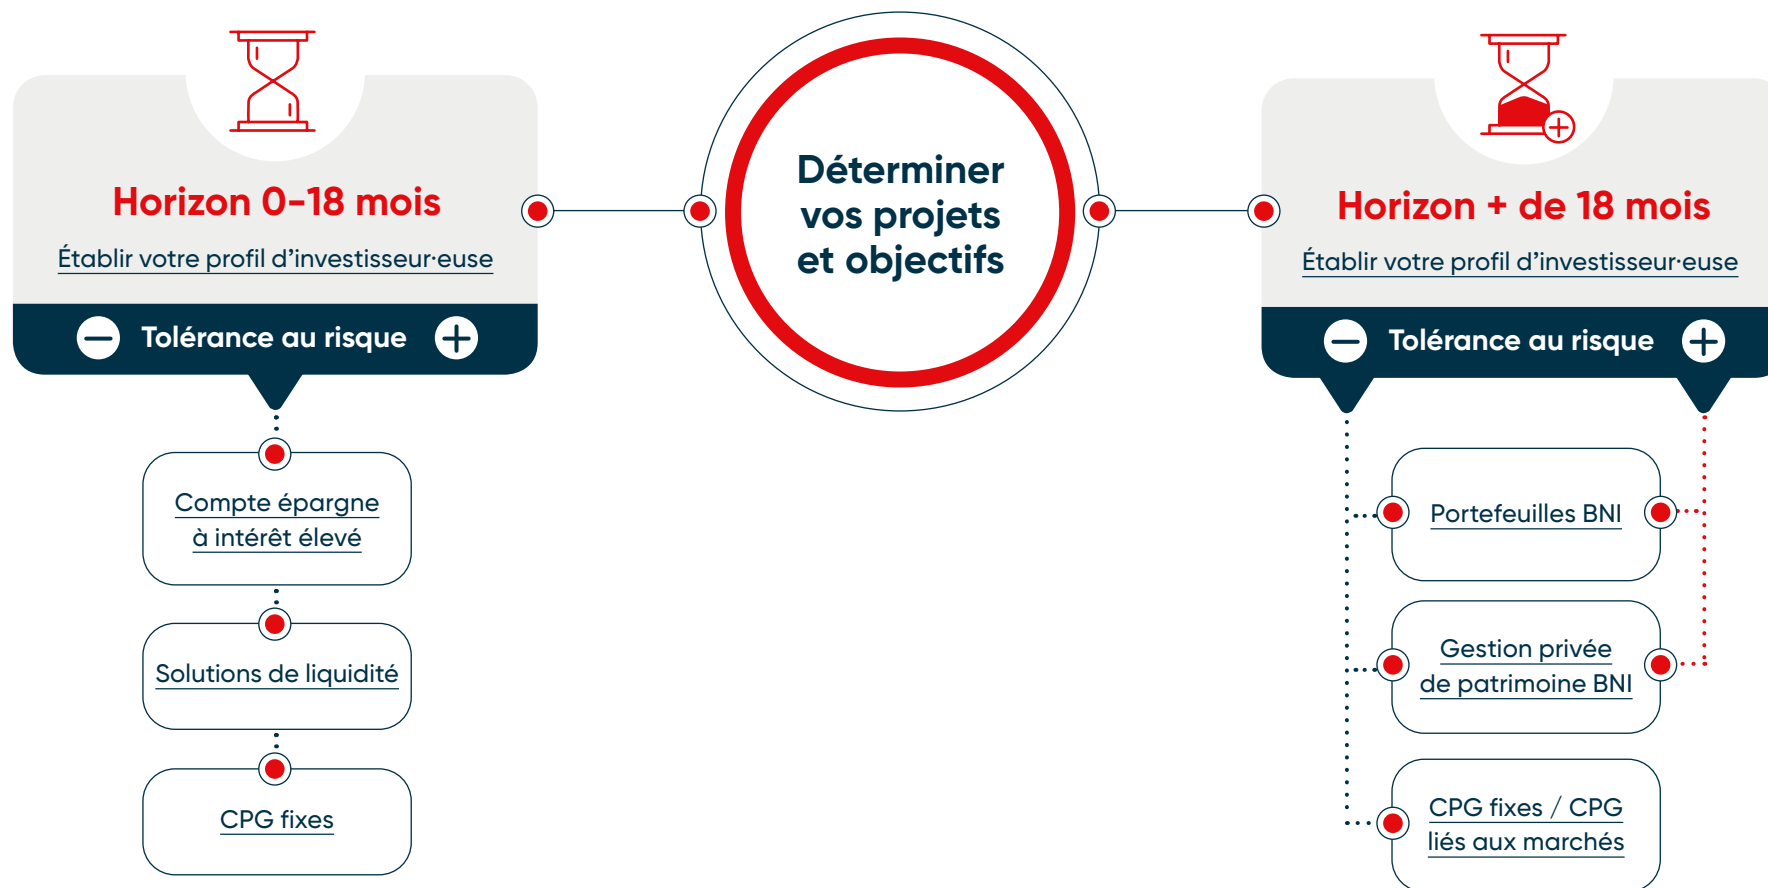 Horizon 0-18 mois
Établir votre profil d'investisseur·euse
Tolérance au risque
Compte épargne
à intérêt élevé
Solutions de liquidité
CPG fixes
Déterminer
vos projets
et objectifs
Horizon + de 18 mois
Établir votre profil d'investisseur·euse
Tolérance au risque
Portefeuilles BNI
Gestion privée
de patrimoine BNI
CPG fixes / CPG
liés aux marchés